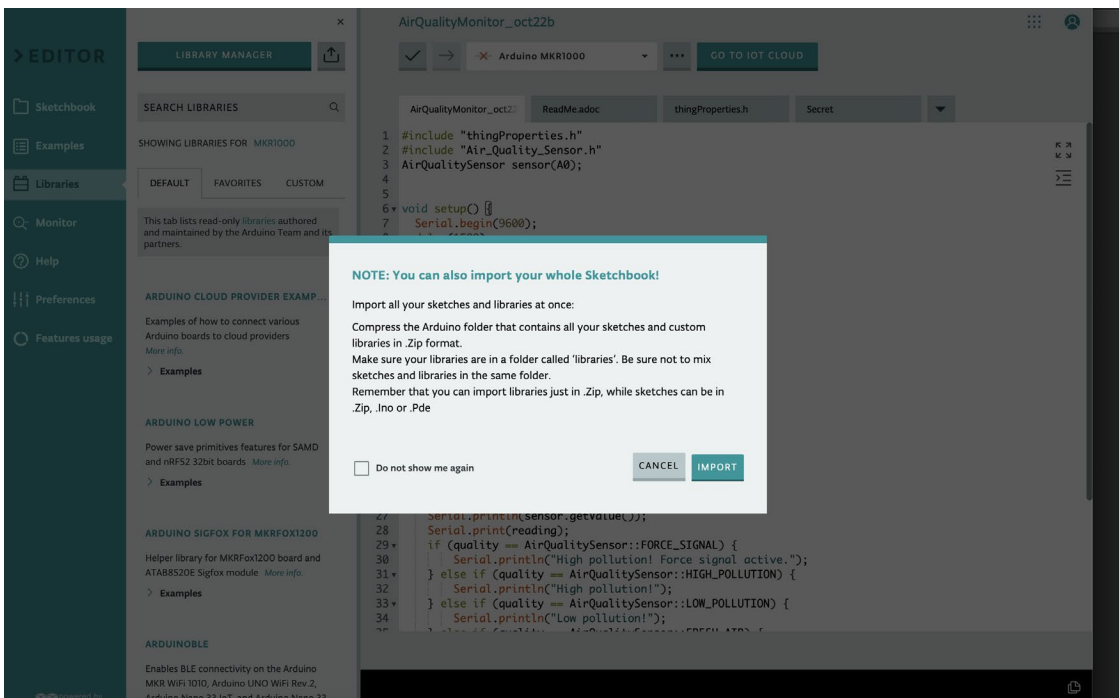 ×
AirQualityMonitor_oct22b
>EDITOR
LIBRARY MANAGER
Arduino MKR1000
GO TO IOT CLOUD
Sketchbook
Examples
Libraries
Monitor
Help
Preferences
Features usage
SEARCH LIBRARIES
SHOWING LIBRARIES FOR MKR1000
DEFAULT FAVORITES CUSTOM
This tab lists read-only libraries authored
and maintained by the Arduino Team and its
partners.
ARDUINO CLOUD PROVIDER EXAMP...
Examples of how to connect various
Arduino boards to cloud providers
More info.
> Examples
ARDUINO LOW POWER
Power save primitives features for SAMD
and nRF52 32bit boards More info.
> Examples
ARDUINO SIGFOX FOR MKRFOX1200
Helper library for MKRFox1200 board and
ATAB8520E Sigfox module More info.
> Examples
ARDUINOBLE
Enables BLE connectivity on the Arduino
MKR WiFi 1010, Arduino UNO WiFi Rev.2,
Arduino Nano 33 IoT, and Arduino Nano 33
powered by
AirQualityMonitor_oct22 ReadMe.adoc thingProperties.h Secret
1 #include "thingProperties.h"
2 #include "Air_Quality_Sensor.h"
3 AirQualitySensor sensor(A0);
4
5
6 void setup() {
7 Serial.begin(9600);
NOTE: You can also import your whole Sketchbook!
Import all your sketches and libraries at once:
Compress the Arduino folder that contains all your sketches and custom
libraries in .Zip format.
Make sure your libraries are in a folder called 'libraries'. Be sure not to mix
sketches and libraries in the same folder.
Remember that you can import libraries just in .Zip, while sketches can be in
.Zip, .Ino or .Pde
Do not show me again
CANCEL IMPORT
27 Serial.println(sensor.getValue());
28 Serial.print(reading);
29 if (quality == AirQualitySensor::FORCE_SIGNAL) {
30 Serial.println("High pollution! Force signal active.");
31 } else if (quality == AirQualitySensor::HIGH_POLLUTION) {
32 Serial.println("High pollution!");
33 } else if (quality == AirQualitySensor::LOW_POLLUTION) {
34 Serial.println("Low pollution!");